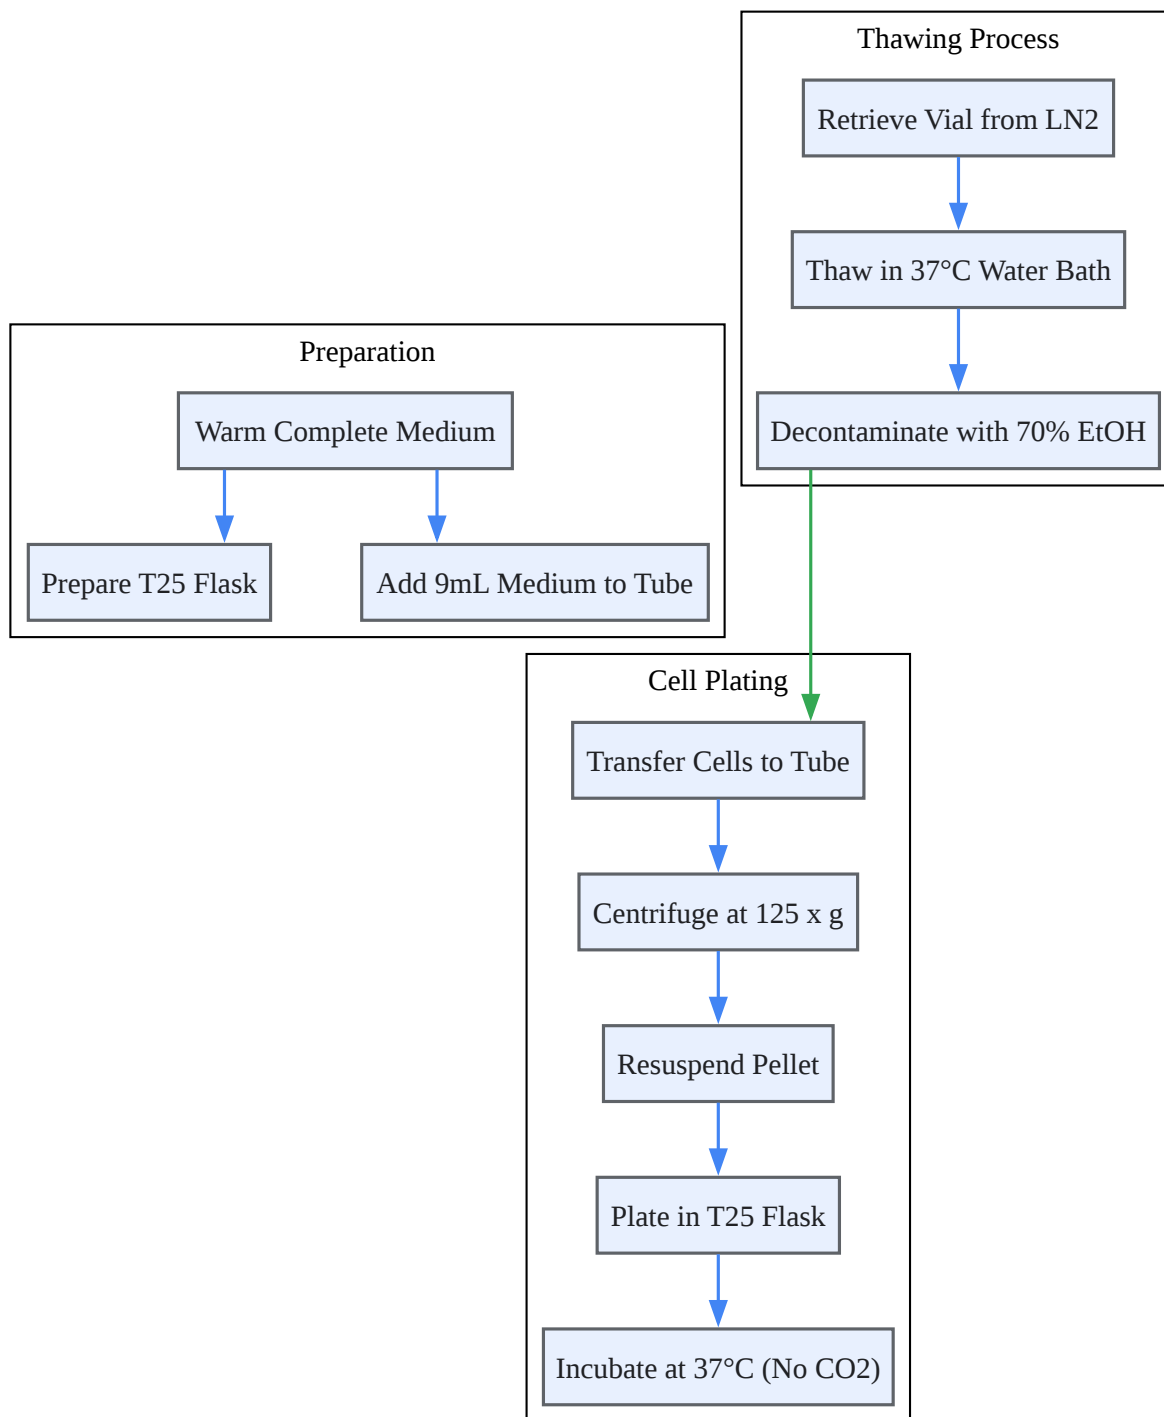 Thawing Process
Retrieve Vial from LN2
Thaw in 37°C Water Bath
Decontaminate with 70% EtOH
Preparation
Warm Complete Medium
Prepare T25 Flask
Add 9mL Medium to Tube
Cell Plating
Transfer Cells to Tube
Centrifuge at 125 x g
Resuspend Pellet
Plate in T25 Flask
Incubate at 37°C (No CO2)